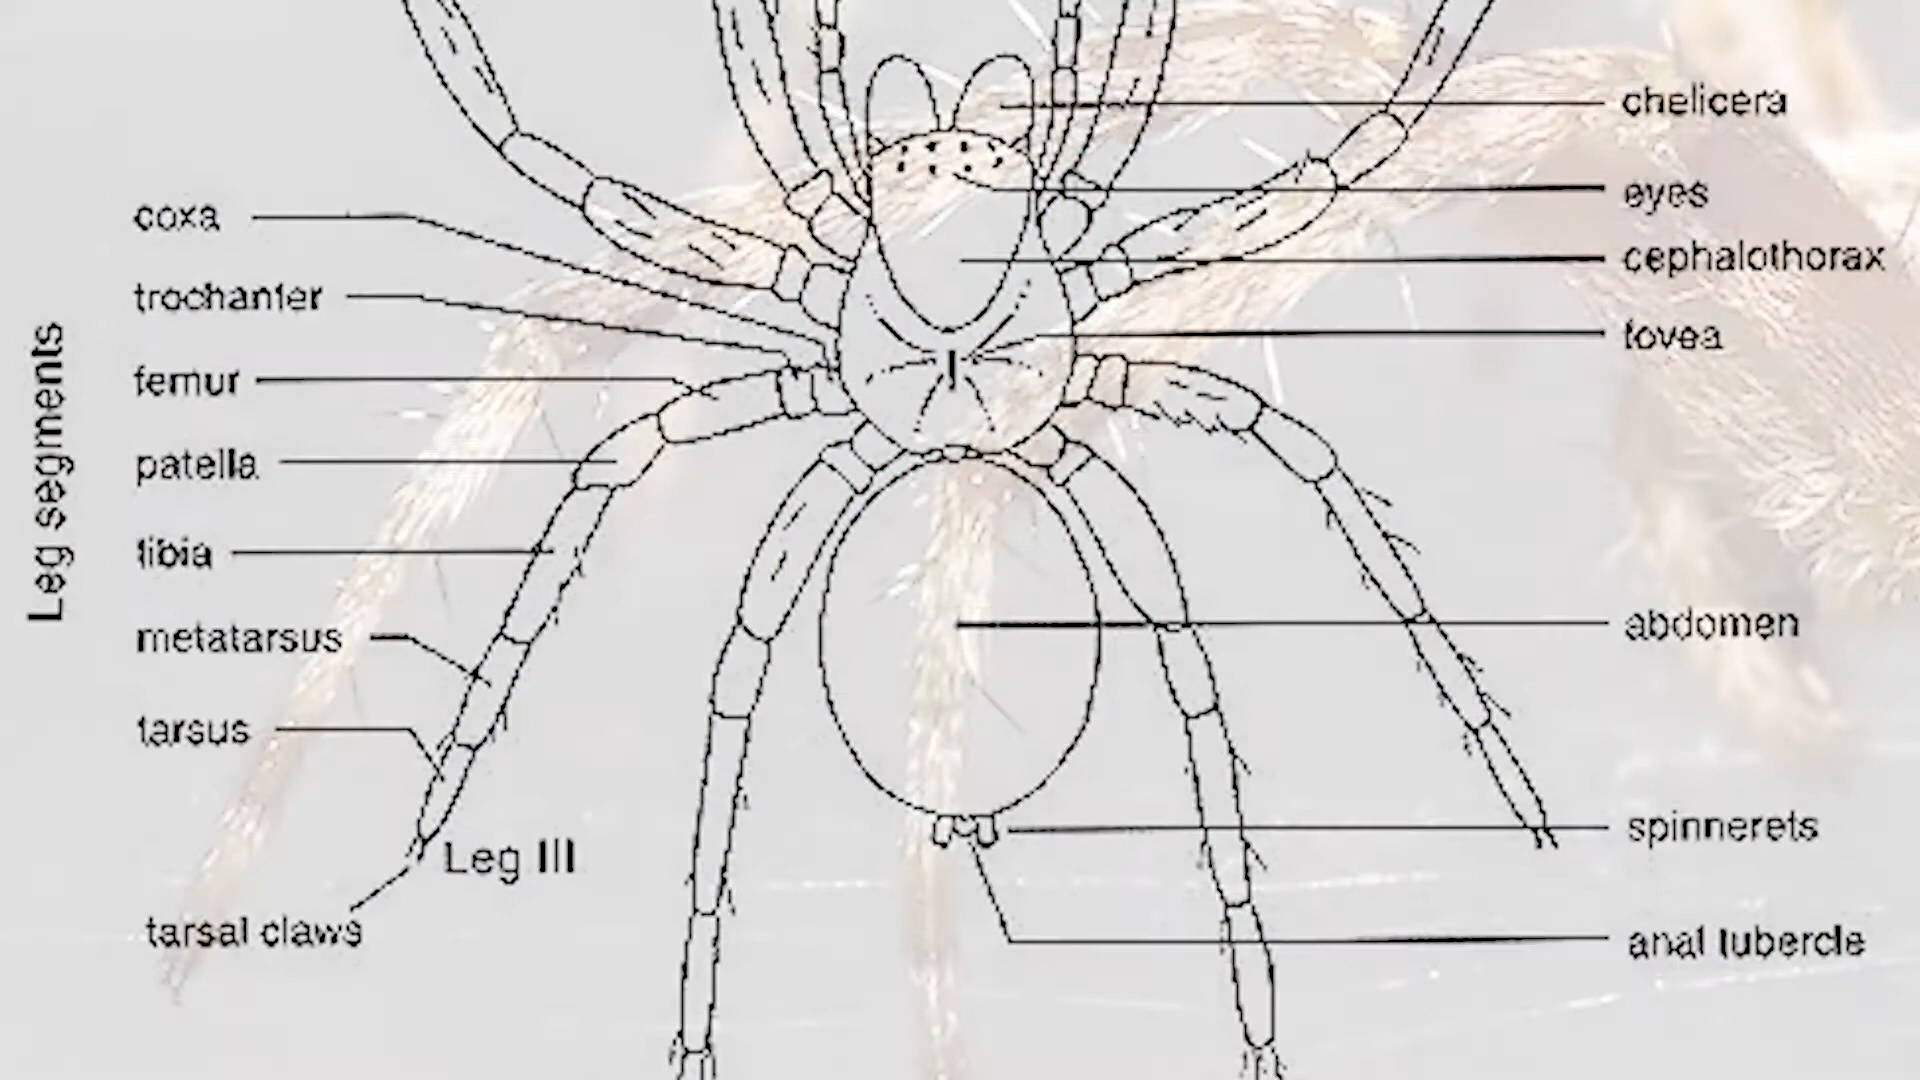 chelicera
eyes
cephalothorax
fovea
abdomen
spinnerets
anal tubercle
Leg segments
coxa
trochanter
femur
patella
tibia
metatarsus
tarsus
Leg III
tarsal claws